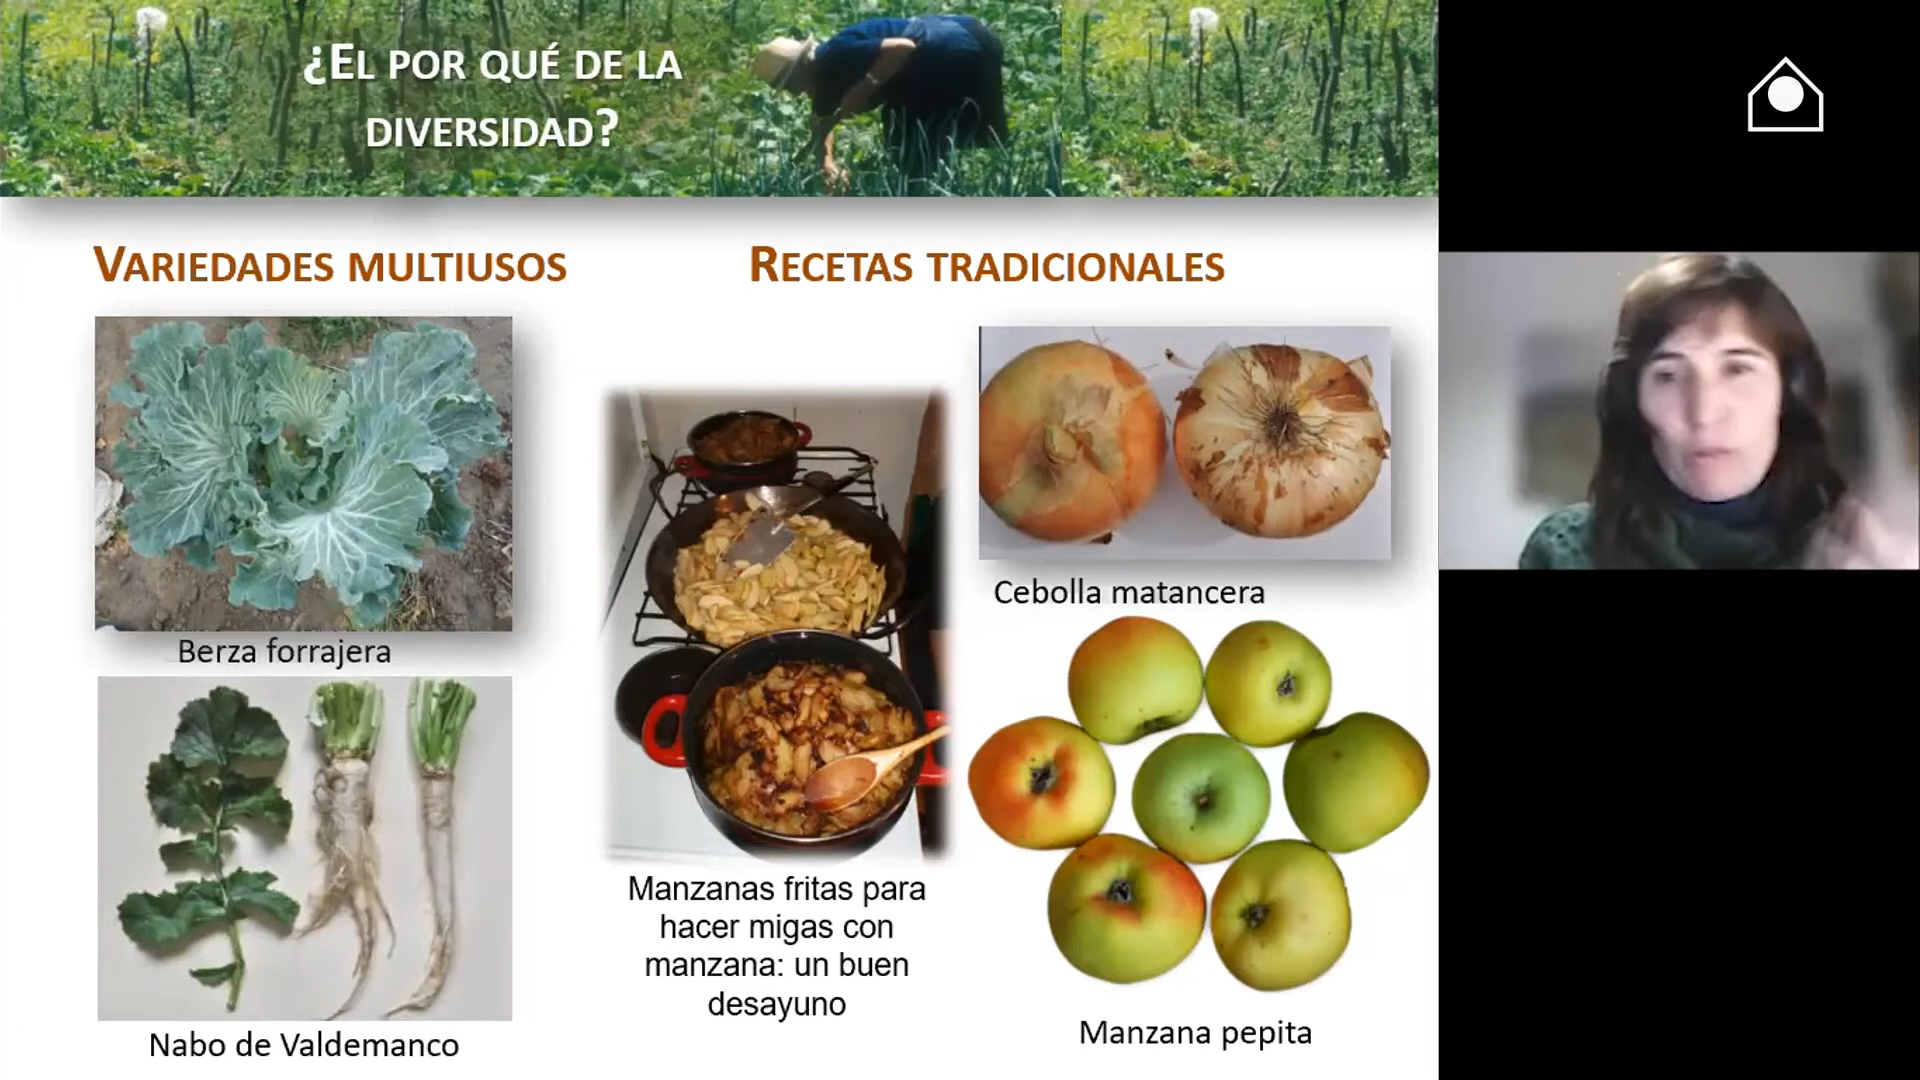 ¿El por qué de la
diversidad?
Variedades multiusos
Recetas tradicionales
Berza forrajera
Nabo de Valdemanco
Manzanas fritas para
hacer migas con
manzana: un buen
desayuno
Cebolla matancera
Manzana pepita